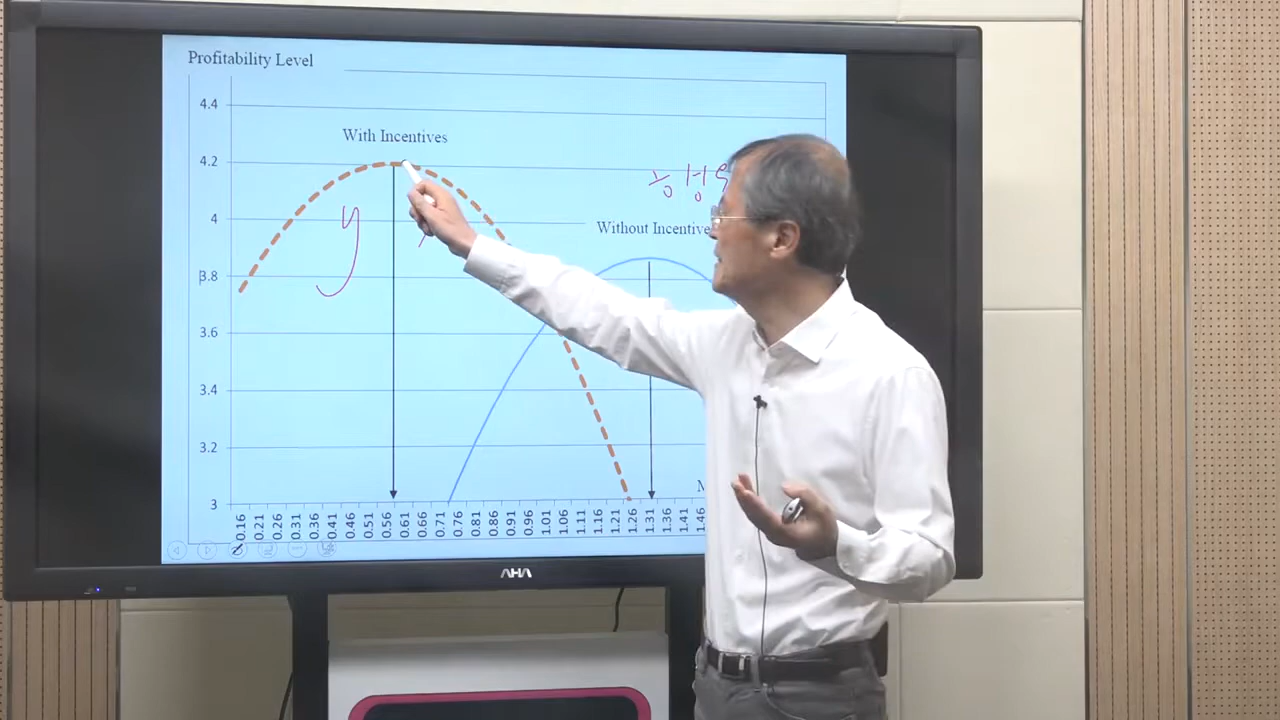 Profitability Level
4.4
With Incentives
4.2
y
4
Without Incentive
3.8
3.6
3.4
3.2
M
3
0.16 0.21 0.26 0.31 0.36 0.41 0.46 0.51 0.56 0.61 0.66 0.71 0.76 0.81 0.86 0.91 0.96 1.01 1.06 1.11 1.16 1.21 1.26 1.31 1.36 1.41 1.46
AHA